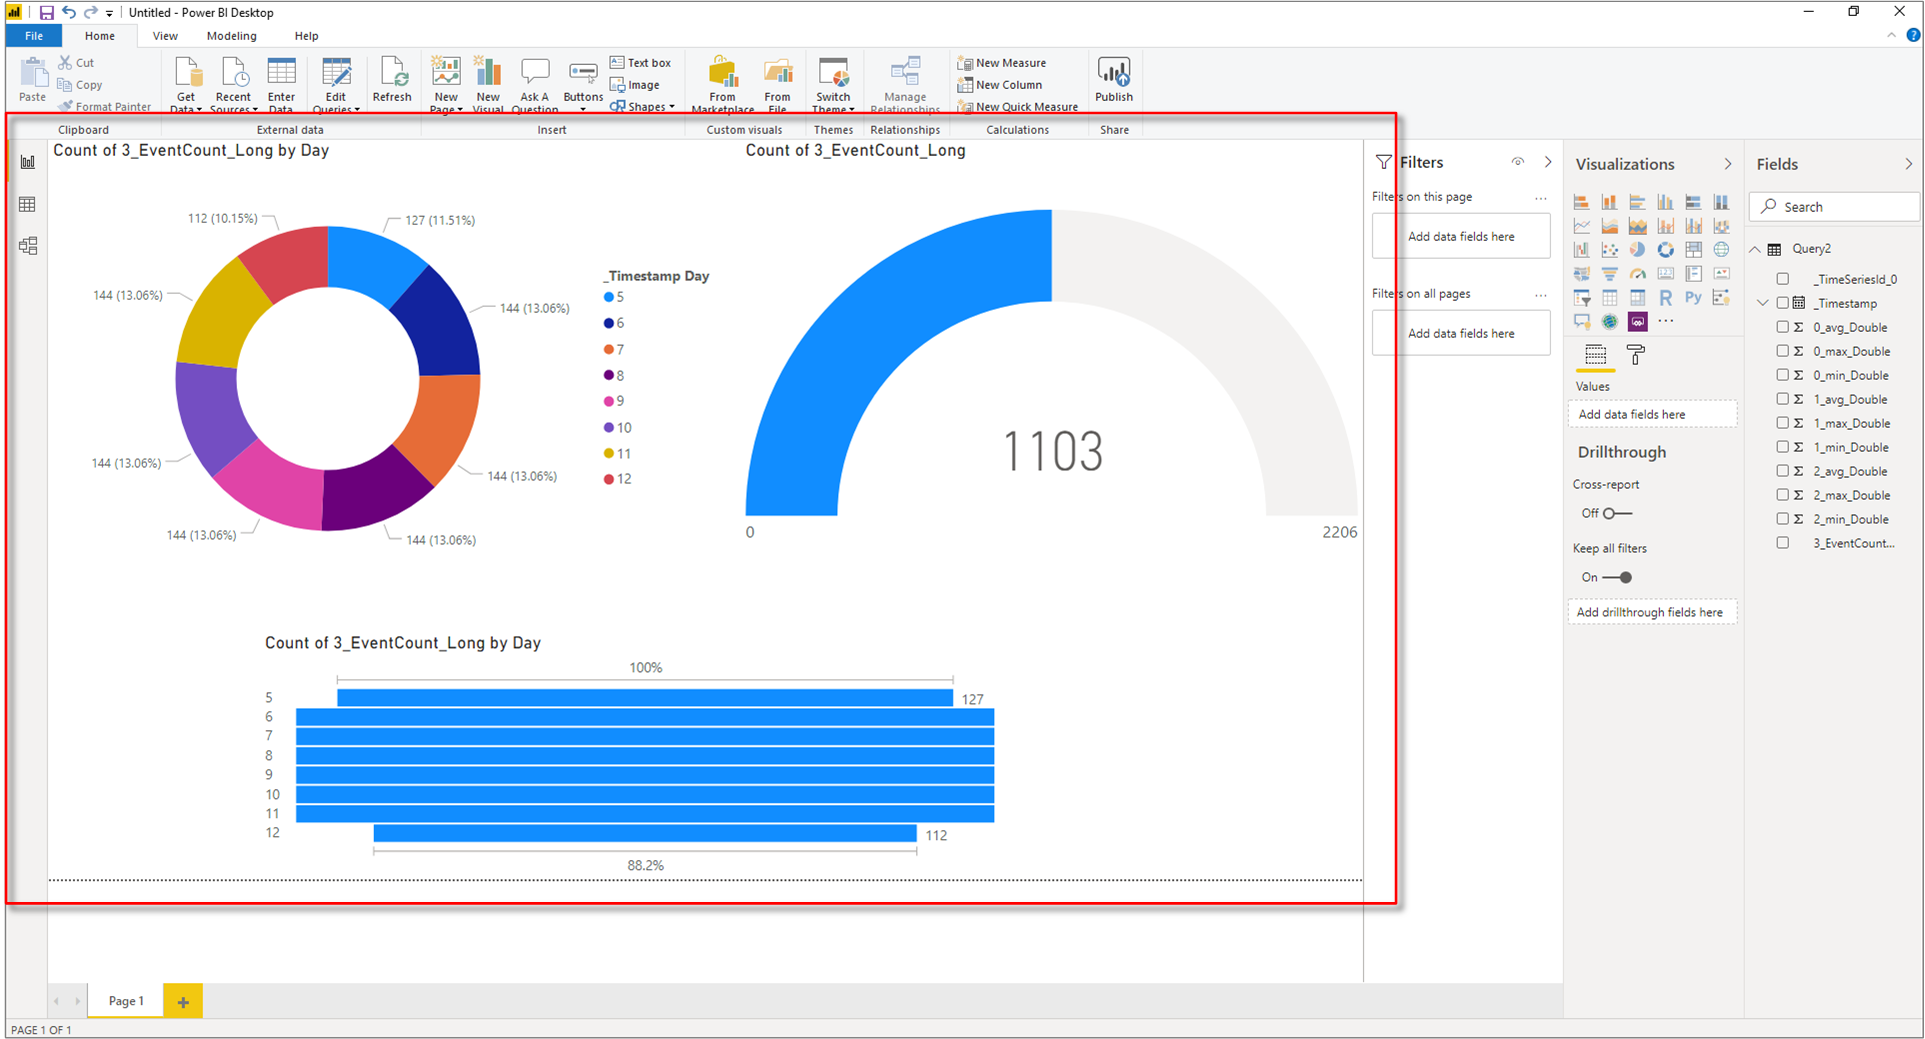 Untitled - Power BI Desktop
File Home View Modeling Help
Paste
Cut
Copy
Format Painter
Get Data
Recent Sources
Enter Data
Edit Queries
Refresh
New Page
New Visual
Ask A Question
Buttons
Text box
Image
Shapes
From Marketplace
From File
Switch Theme
Manage Relationships
New Measure
New Column
New Quick Measure
Publish
Clipboard External data Insert Custom visuals Themes Relationships Calculations Share
Count of 3_EventCount_Long by Day
112 (10.15%)
127 (11.51%)
144 (13.06%)
144 (13.06%)
144 (13.06%)
144 (13.06%)
144 (13.06%)
144 (13.06%)
_Timestamp Day
5
6
7
8
9
10
11
12
Count of 3_EventCount_Long
1103
0
2206
Count of 3_EventCount_Long by Day
100%
5 127
6
7
8
9
10
11
12 112
88.2%
Filters
Filters on this page ...
Add data fields here
Filters on all pages ...
Add data fields here
Visualizations
R Py
...
Values
Add data fields here
Drillthrough
Cross-report
Off
Keep all filters
On
Add drillthrough fields here
Fields
Search
Query2
_TimeSeriesId_0
_Timestamp
Σ 0_avg_Double
Σ 0_max_Double
Σ 0_min_Double
Σ 1_avg_Double
Σ 1_max_Double
Σ 1_min_Double
Σ 2_avg_Double
Σ 2_max_Double
Σ 2_min_Double
3_EventCount...
Page 1 +
PAGE 1 OF 1